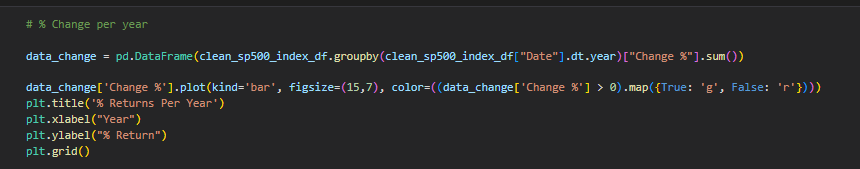 # % Change per year
data_change = pd.DataFrame(clean_sp500_index_df.groupby(clean_sp500_index_df["Date"].dt.year)["Change %"].sum())
data_change['Change %'].plot(kind='bar', figsize=(15,7), color=((data_change['Change %'] > 0).map({True: 'g', False: 'r'})))
plt.title('% Returns Per Year')
plt.xlabel("Year")
plt.ylabel("% Return")
plt.grid()